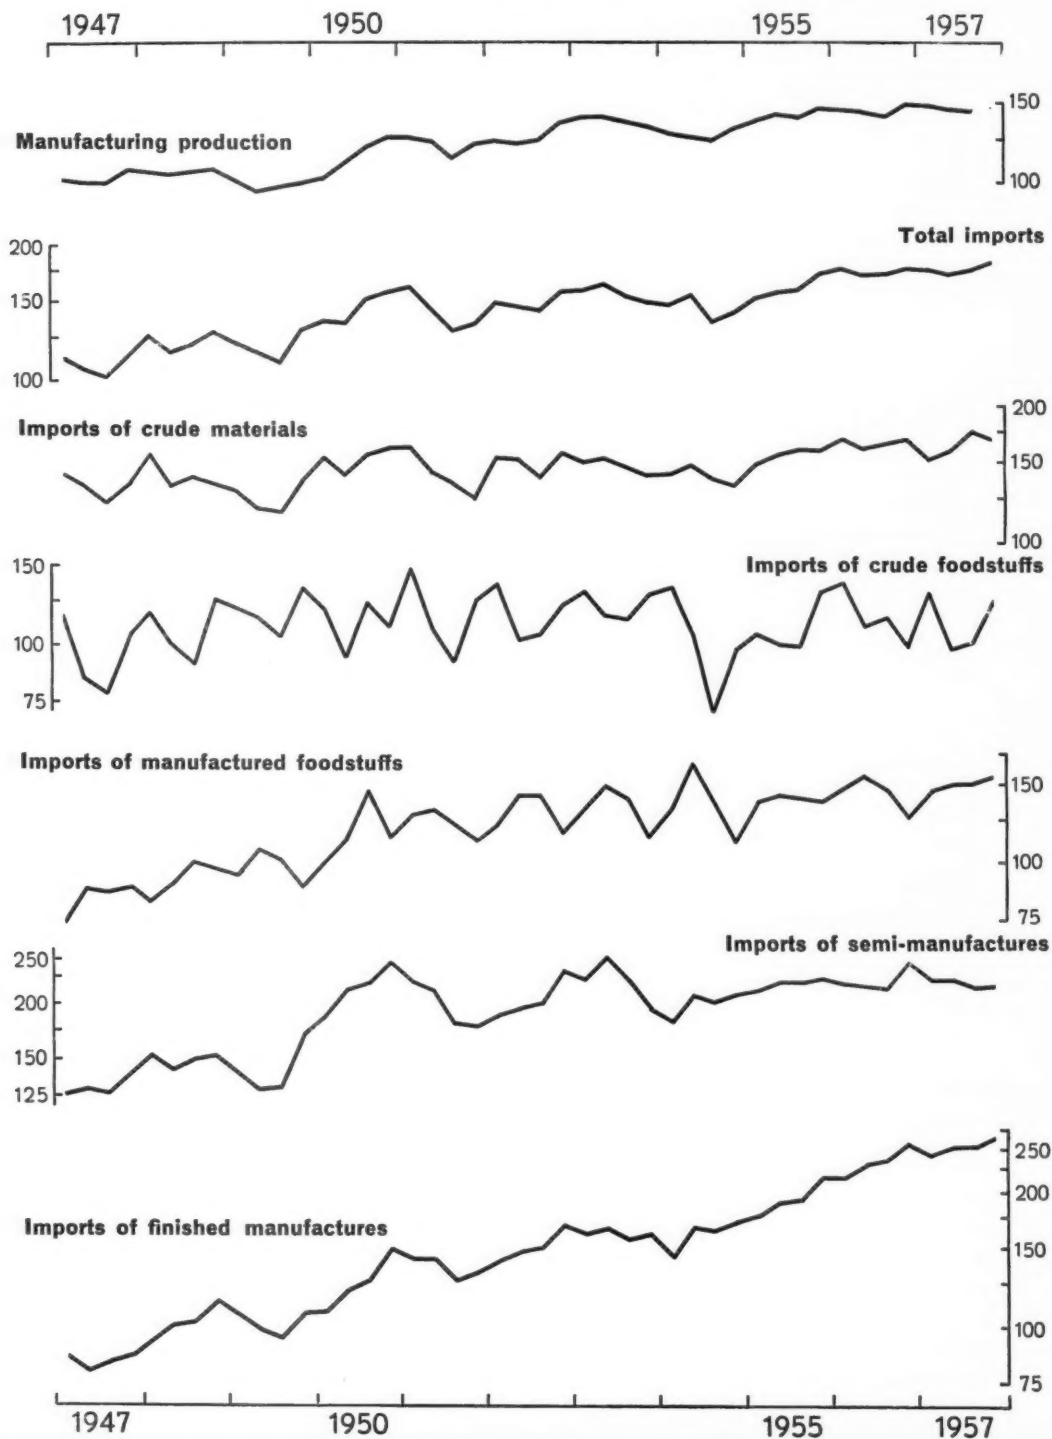 1947 1950 1955 1957
150
Manufacturing production
100
Total imports
200
150
100
Imports of crude materials
200
150
100
Imports of crude foodstuffs
150
100
75
Imports of manufactured foodstuffs
150
100
75
Imports of semi-manufactures
250
200
150
125
250
200
Imports of finished manufactures
150
100
75
1947 1950 1955 1957